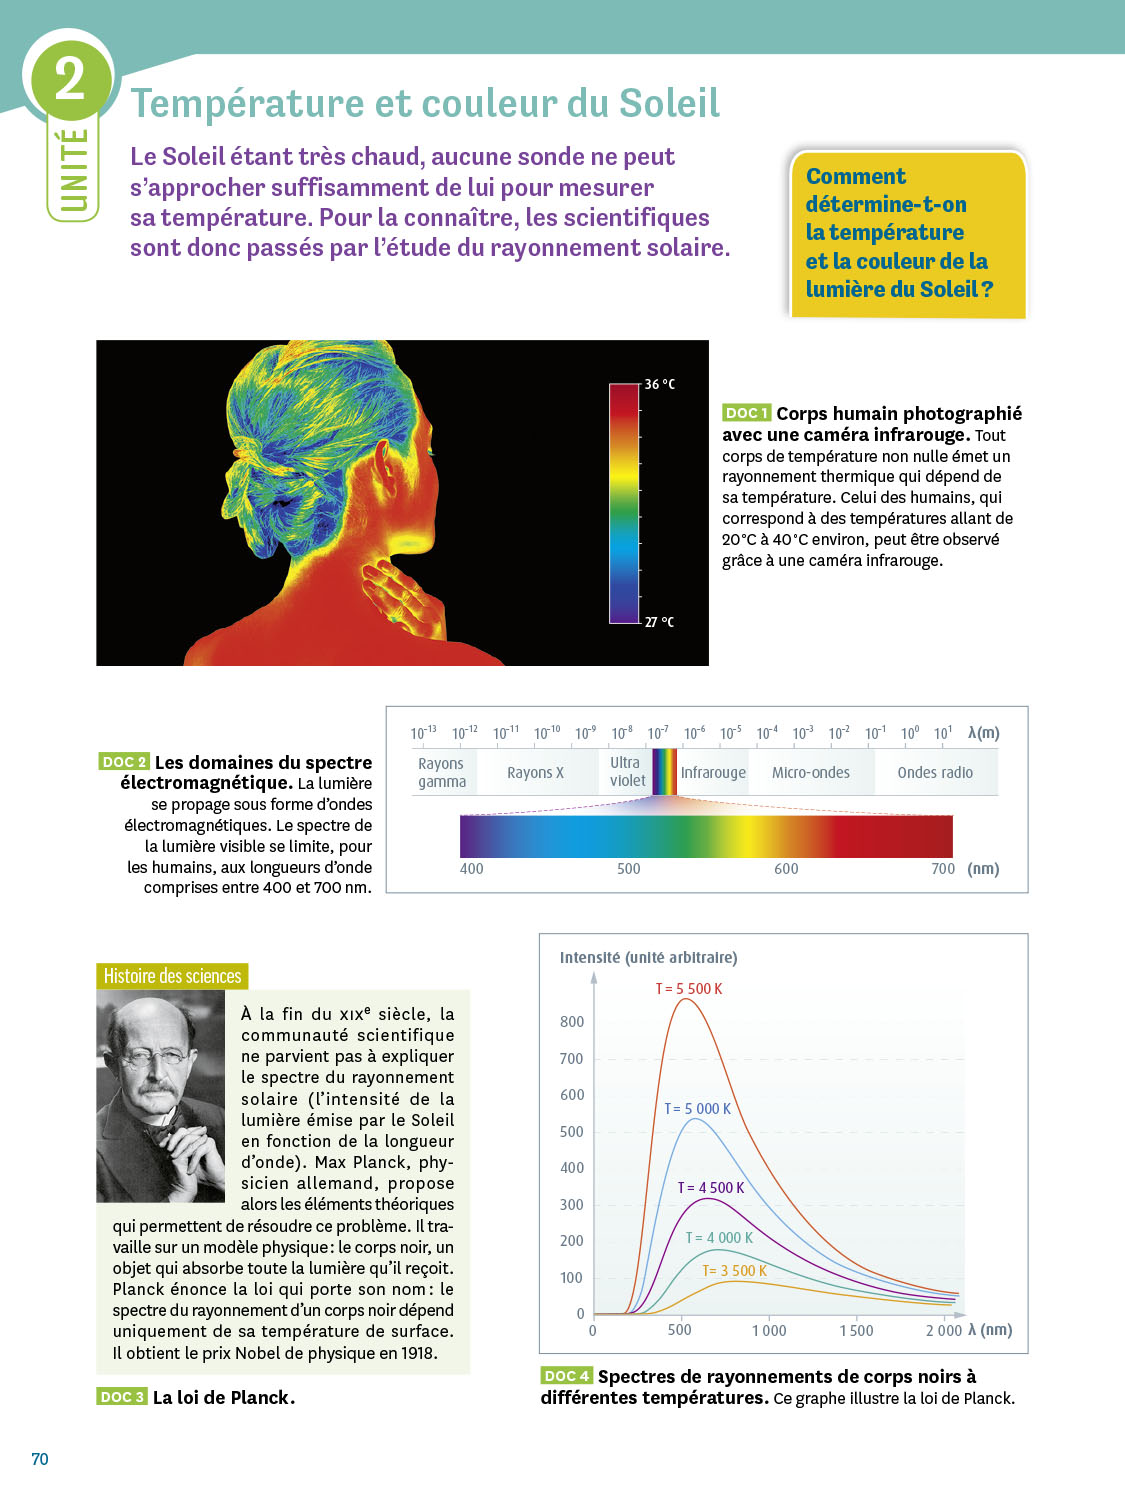 2
UNITÉ
Température et couleur du Soleil
Le Soleil étant très chaud, aucune sonde ne peut
s’approcher suffisamment de lui pour mesurer
sa température. Pour la connaître, les scientifiques
sont donc passés par l’étude du rayonnement solaire.
Comment
détermine-t-on
la température
et la couleur de la
lumière du Soleil ?
36 °C
27 °C
DOC 1 Corps humain photographié
avec une caméra infrarouge. Tout
corps de température non nulle émet un
rayonnement thermique qui dépend de
sa température. Celui des humains, qui
correspond à des températures allant de
20 °C à 40 °C environ, peut être observé
grâce à une caméra infrarouge.
DOC 2 Les domaines du spectre
électromagnétique. La lumière
se propage sous forme d’ondes
électromagnétiques. Le spectre de
la lumière visible se limite, pour
les humains, aux longueurs d’onde
comprises entre 400 et 700 nm.
10⁻¹³ 10⁻¹² 10⁻¹¹ 10⁻¹⁰ 10⁻⁹ 10⁻⁸ 10⁻⁷ 10⁻⁶ 10⁻⁵ 10⁻⁴ 10⁻³ 10⁻² 10⁻¹ 10⁰ 10¹ λ(m)
Rayons
gamma
Rayons X
Ultra
violet
Infrarouge
Micro-ondes
Ondes radio
400 500 600 700 (nm)
Histoire des sciences
À la fin du XIXᵉ siècle, la
communauté scientifique
ne parvient pas à expliquer
le spectre du rayonnement
solaire (l’intensité de la
lumière émise par le Soleil
en fonction de la longueur
d’onde). Max Planck, phy-
sicien allemand, propose
alors les éléments théoriques
qui permettent de résoudre ce problème. Il tra-
vaille sur un modèle physique : le corps noir, un
objet qui absorbe toute la lumière qu’il reçoit.
Planck énonce la loi qui porte son nom : le
spectre du rayonnement d’un corps noir dépend
uniquement de sa température de surface.
Il obtient le prix Nobel de physique en 1918.
DOC 3 La loi de Planck.
Intensité (unité arbitraire)
T = 5 500 K
800
700
600
T = 5 000 K
500
400
T = 4 500 K
300
T = 4 000 K
200
T= 3 500 K
100
0
0 500 1 000 1 500 2 000 λ (nm)
DOC 4 Spectres de rayonnements de corps noirs à
différentes températures. Ce graphe illustre la loi de Planck.
70